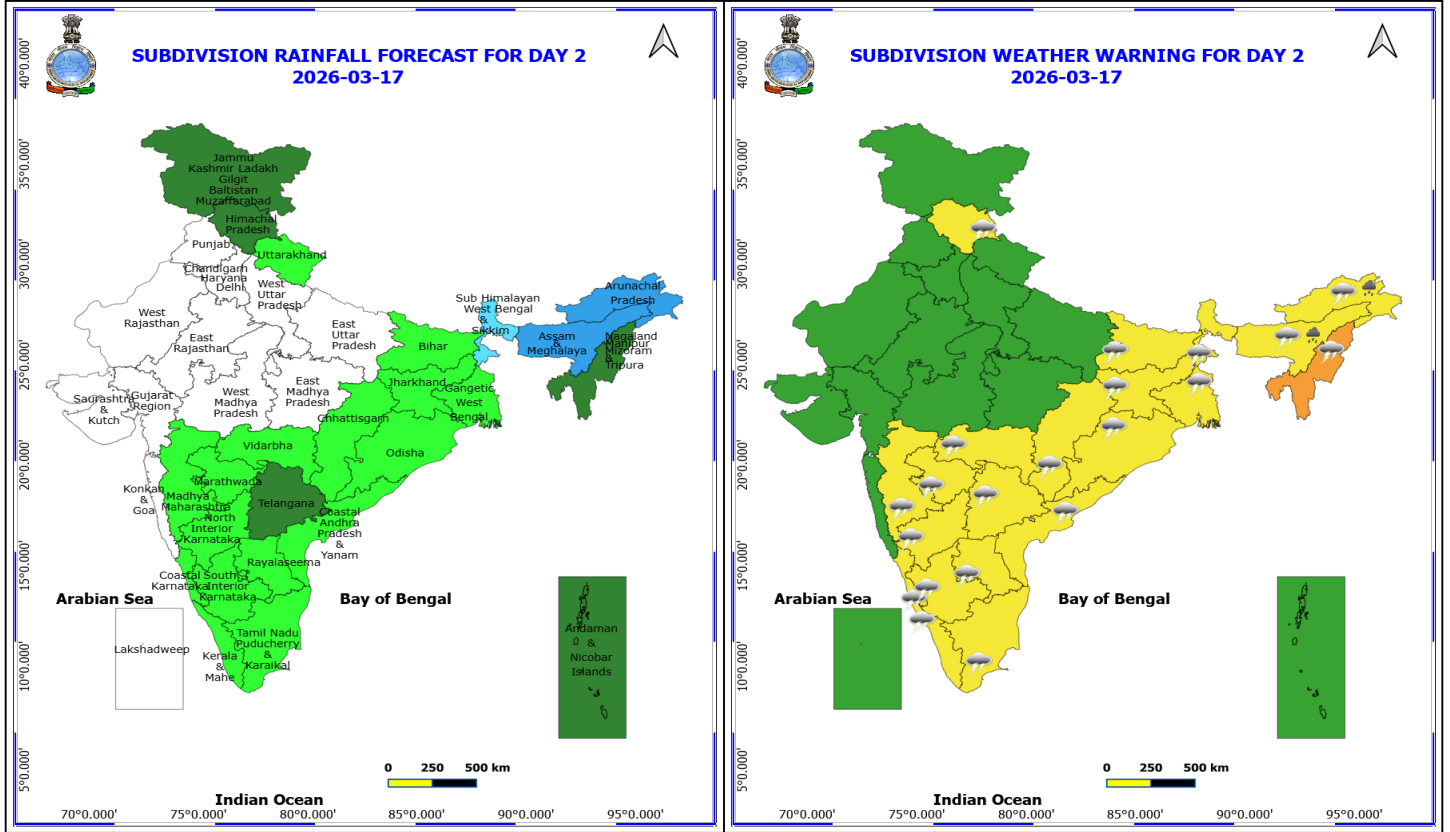 SUBDIVISION RAINFALL FORECAST FOR DAY 2
2026-03-17
40°0.000'
35°0.000'
30°0.000'
25°0.000'
20°0.000'
15°0.000'
10°0.000'
5°0.000'
Jammu
Kashmir Ladakh
Gilgit
Baltistan
Muzaffarabad
Himachal
Pradesh
Punjab
Uttarakhand
Chandigarh
Haryana
Delhi
West
Uttar
Pradesh
West
Rajasthan
East
Rajasthan
East
Uttar
Pradesh
Sub Himalayan
West Bengal
&
Sikkim
Arunachal
Pradesh
Assam
&
Meghalaya
Nagaland
Manipur
Mizoram
&
Tripura
Bihar
Jharkhand
Gangetic
West
Bengal
Saurashtra
&
Kutch
Gujarat
Region
West
Madhya
Pradesh
East
Madhya
Pradesh
Chhattisgarh
Odisha
Vidarbha
Konkan
&
Goa
Marathwada
Madhya
Maharashtra
Telangana
North
Interior
Karnataka
Coastal
Andhra
Pradesh
&
Yanam
Rayalaseema
Coastal
Karnataka
South
Interior
Karnataka
Arabian Sea
Bay of Bengal
Lakshadweep
Tamil Nadu
Puducherry
&
Karaikal
Kerala
&
Mahe
Andaman
&
Nicobar
Islands
0 250 500 km
Indian Ocean
70°0.000' 75°0.000' 80°0.000' 85°0.000' 90°0.000' 95°0.000'
SUBDIVISION WEATHER WARNING FOR DAY 2
2026-03-17
40°0.000'
35°0.000'
30°0.000'
25°0.000'
20°0.000'
15°0.000'
10°0.000'
5°0.000'
Arabian Sea
Bay of Bengal
0 250 500 km
Indian Ocean
70°0.000' 75°0.000' 80°0.000' 85°0.000' 90°0.000' 95°0.000'